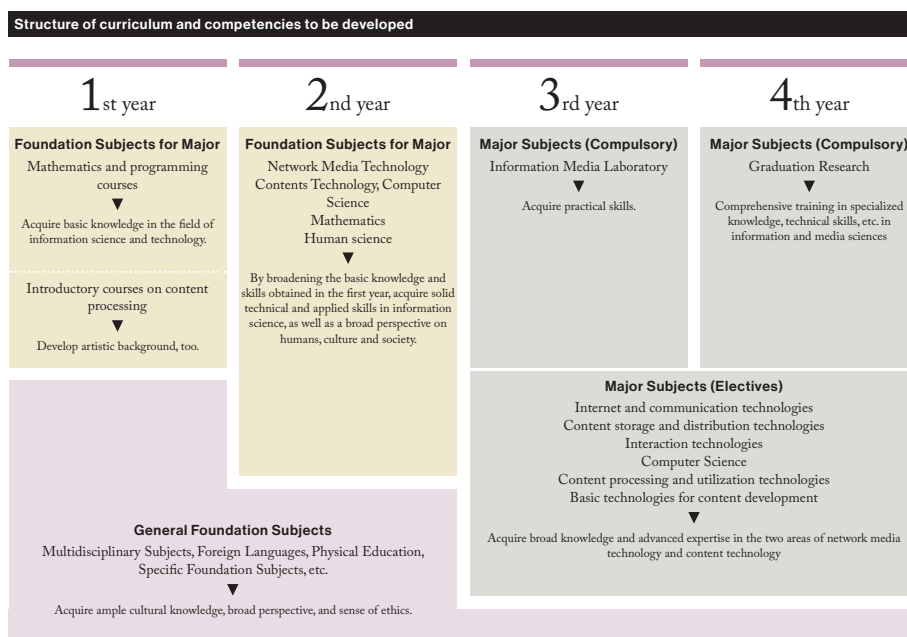 Structure of curriculum and competencies to be developed
1st year
Foundation Subjects for Major
Mathematics and programming
courses
▼
Acquire basic knowledge in the field of
information science and technology.
Introductory courses on content
processing
▼
Develop artistic background, too.
2nd year
Foundation Subjects for Major
Network Media Technology
Contents Technology, Computer
Science
Mathematics
Human science
▼
By broadening the basic knowledge and
skills obtained in the first year, acquire solid
technical and applied skills in information
science, as well as a broad perspective on
humans, culture and society.
3rd year
Major Subjects (Compulsory)
Information Media Laboratory
▼
Acquire practical skills.
4th year
Major Subjects (Compulsory)
Graduation Research
▼
Comprehensive training in specialized
knowledge, technical skills, etc. in
information and media sciences
Major Subjects (Electives)
Internet and communication technologies
Content storage and distribution technologies
Interaction technologies
Computer Science
Content processing and utilization technologies
Basic technologies for content development
▼
Acquire broad knowledge and advanced expertise in the two areas of network media
technology and content technology
General Foundation Subjects
Multidisciplinary Subjects, Foreign Languages, Physical Education,
Specific Foundation Subjects, etc.
▼
Acquire ample cultural knowledge, broad perspective, and sense of ethics.